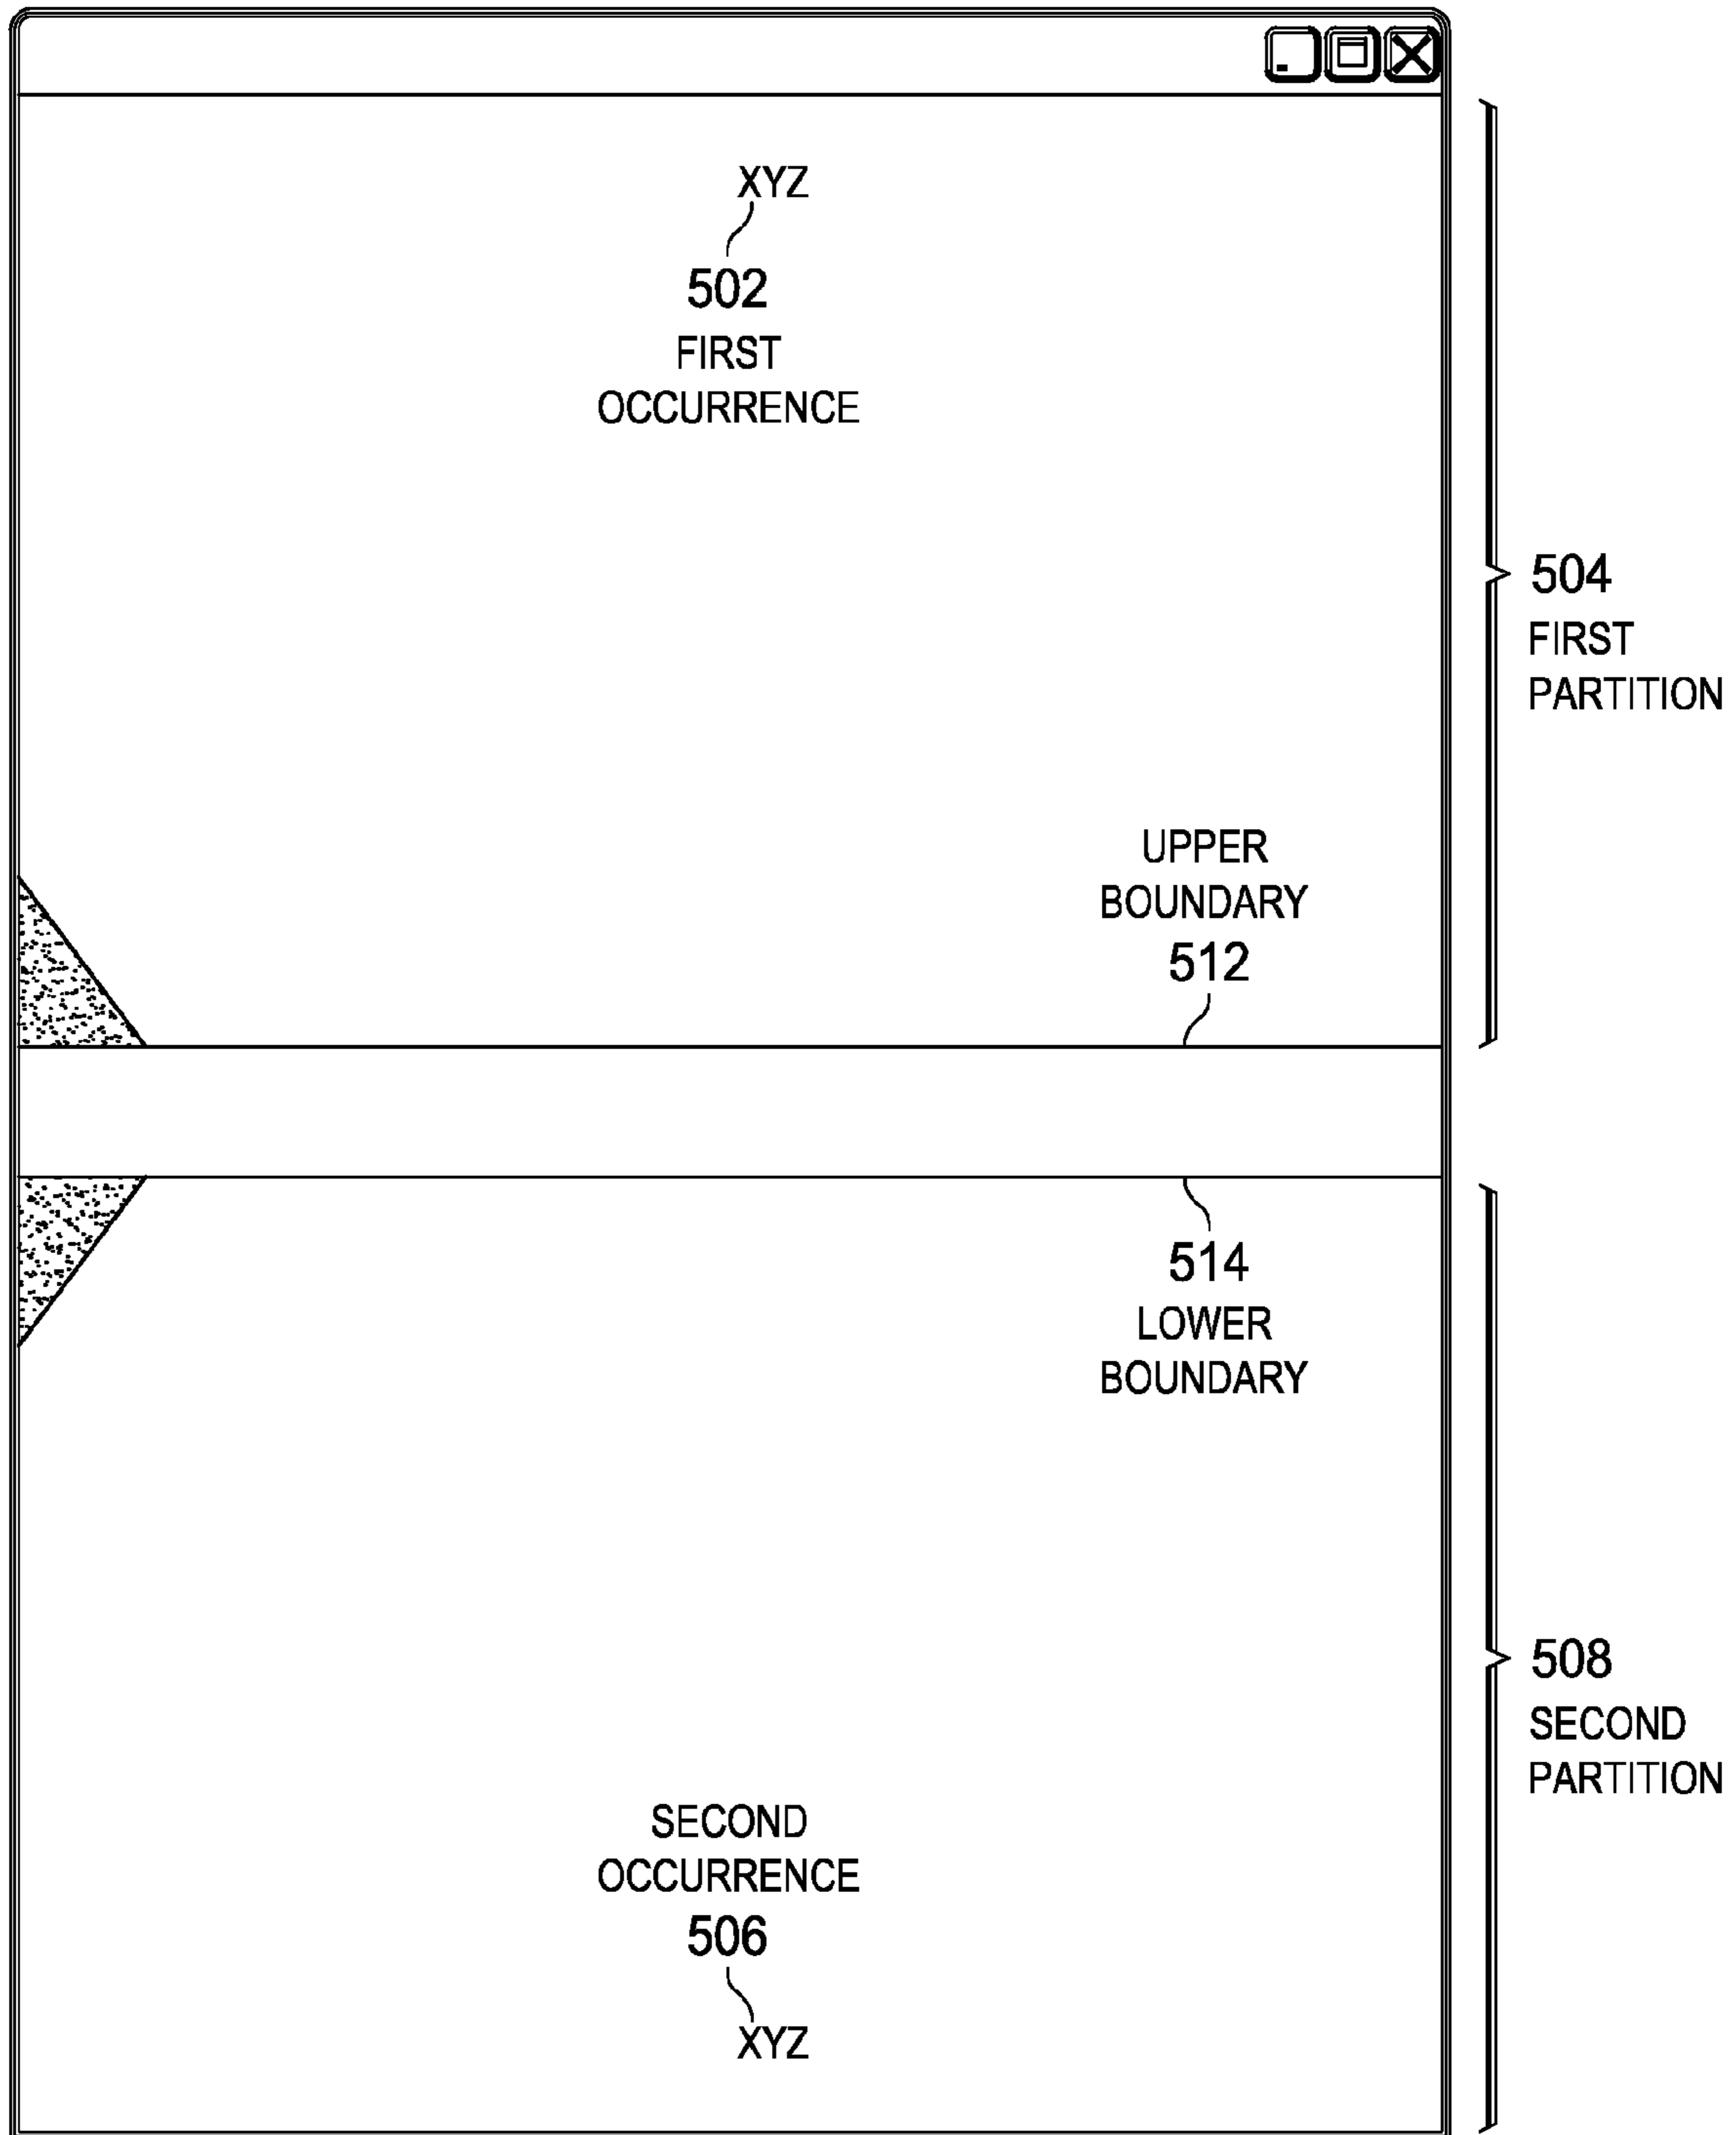 XYZ
502
FIRST
OCCURRENCE
504
FIRST
PARTITION
UPPER
BOUNDARY
512
514
LOWER
BOUNDARY
508
SECOND
PARTITION
SECOND
OCCURRENCE
506
XYZ